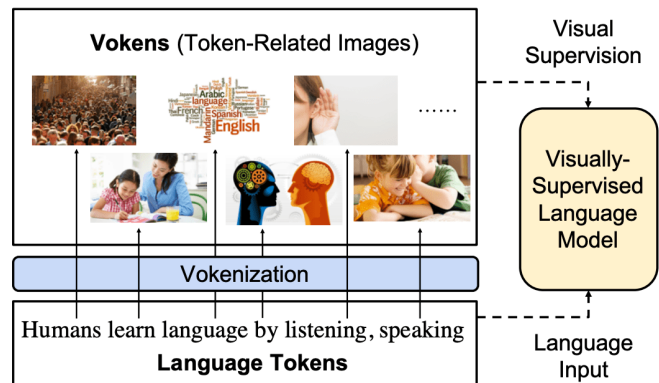 Vokens (Token-Related Images)
Arabic
language
French
Spanish
Mandarin
English
......
Vokenization
Humans learn language by listening, speaking
Language Tokens
Visual
Supervision
Visually-
Supervised
Language
Model
Language
Input